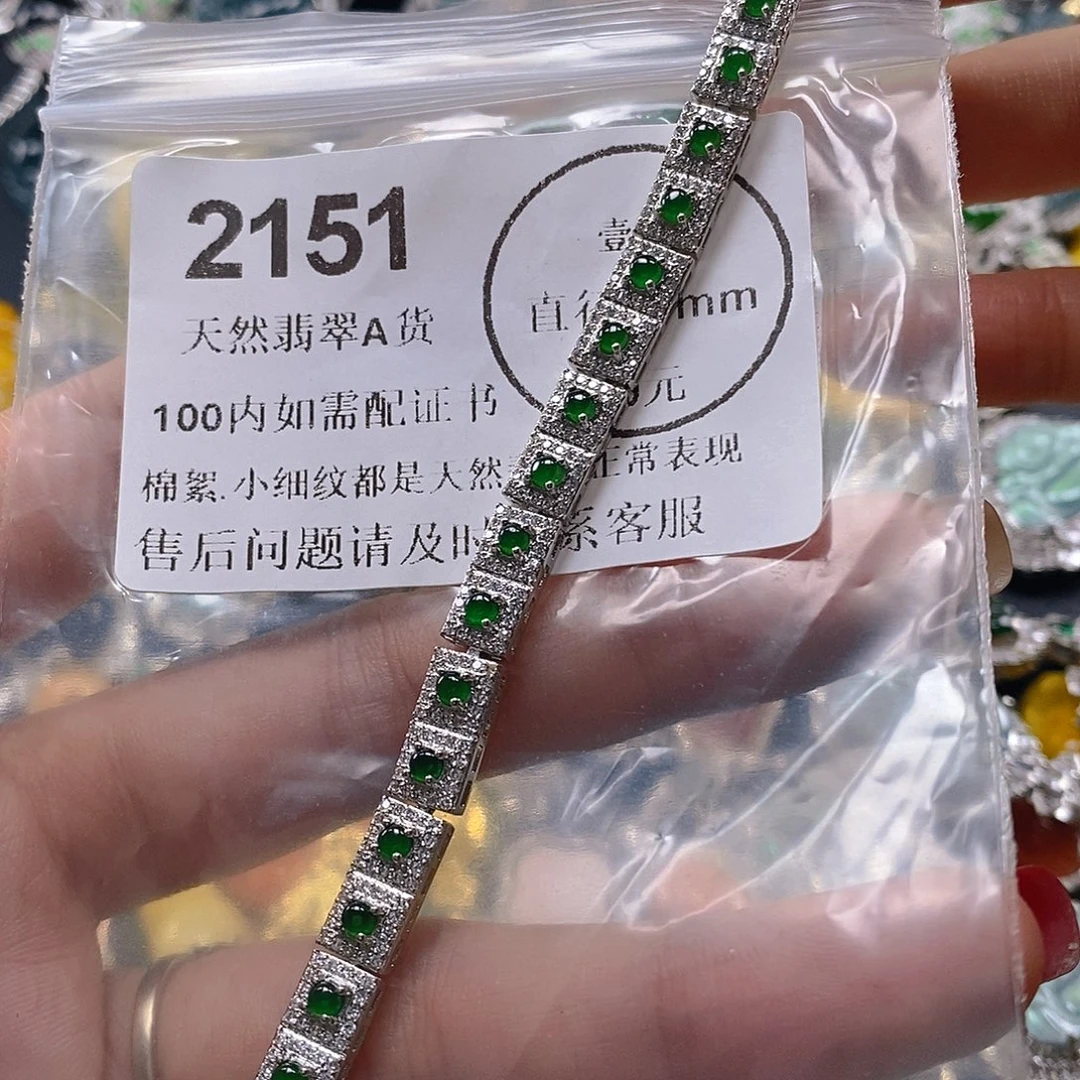 2151
天然翡翠A货
100内如需配证书
棉絮.小细纹都是天然 正常表现
售后问题请及时 系客服
壹
直径 mm
元